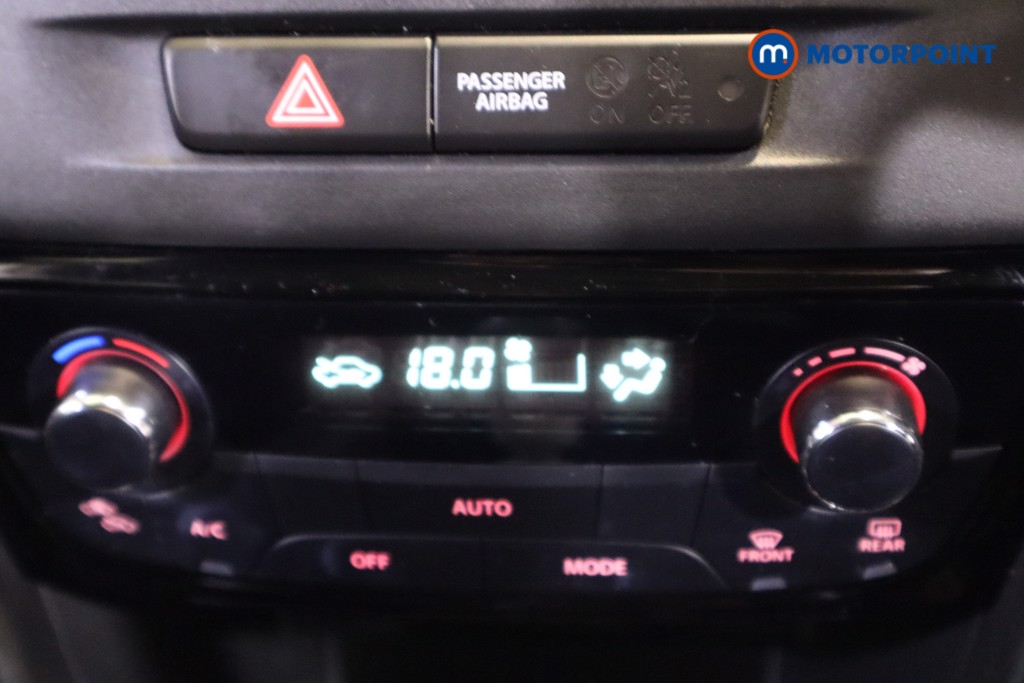 m MOTORPOINT
PASSENGER
AIRBAG
ON OFF
18.0
AUTO
A/C
OFF
MODE
FRONT
REAR